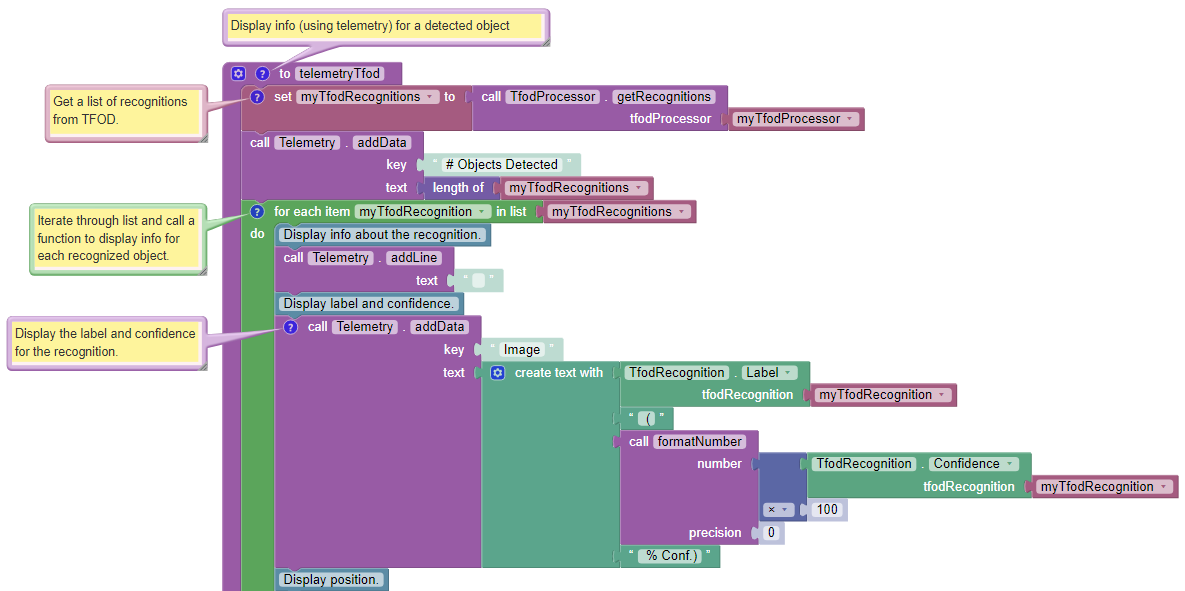 Display info (using telemetry) for a detected object
? to telemetryTfod
Get a list of recognitions
from TFOD.
? set myTfodRecognitions to call TfodProcessor . getRecognitions
tfodProcessor myTfodProcessor
call Telemetry . addData
key “ # Objects Detected ”
text length of myTfodRecognitions
Iterate through list and call a
function to display info for
each recognized object.
? for each item myTfodRecognition in list myTfodRecognitions
do Display info about the recognition.
call Telemetry . addLine
text “ ”
Display label and confidence.
Display the label and confidence
for the recognition.
? call Telemetry . addData
key “ Image ”
text create text with TfodRecognition . Label
tfodRecognition myTfodRecognition
“ ( ”
call formatNumber
number TfodRecognition . Confidence
tfodRecognition myTfodRecognition
× 100
precision 0
“ % Conf.) ”
Display position.